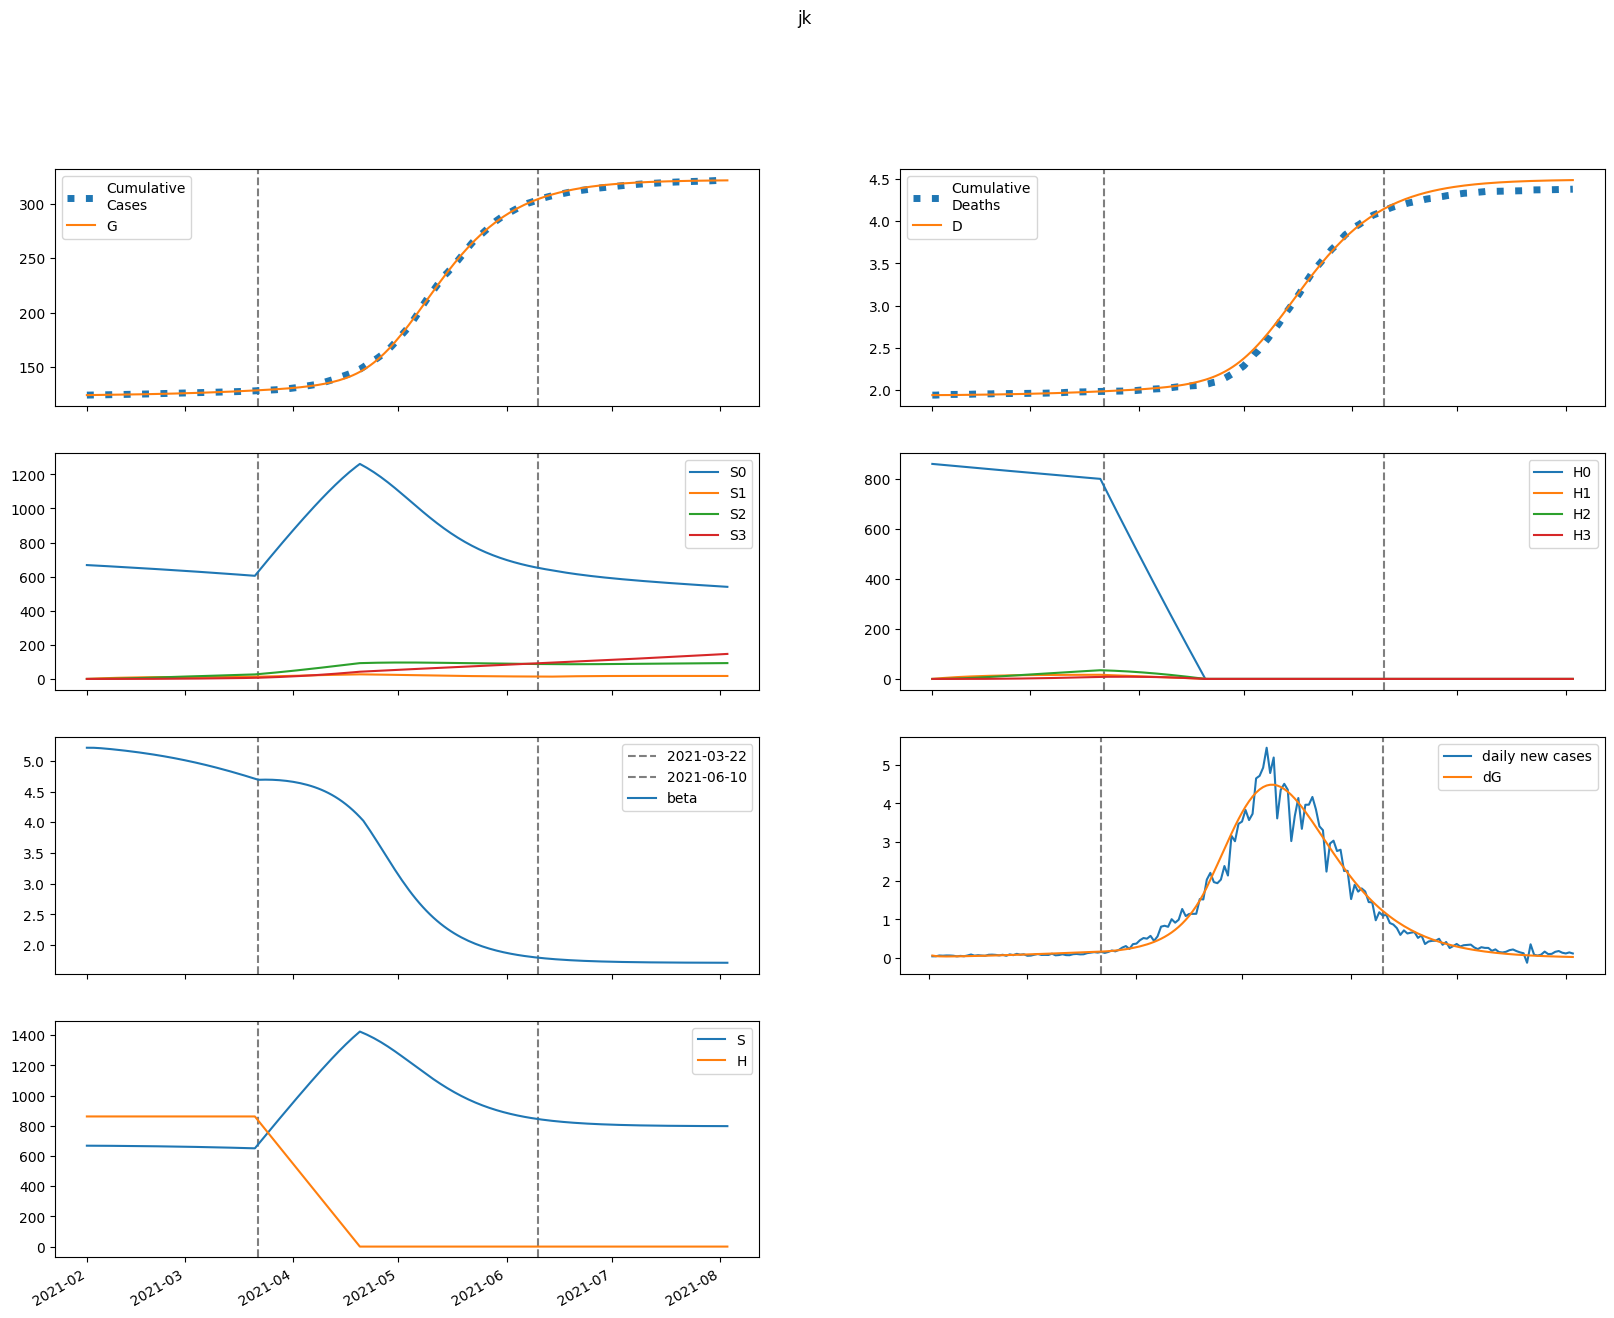 jk
Cumulative
Cases
G
300
250
200
150
Cumulative
Deaths
D
4.5
4.0
3.5
3.0
2.5
2.0
S0
S1
S2
S3
1200
1000
800
600
400
200
0
H0
H1
H2
H3
800
600
400
200
0
2021-03-22
2021-06-10
beta
5.0
4.5
4.0
3.5
3.0
2.5
2.0
daily new cases
dG
5
4
3
2
1
0
S
H
1400
1200
1000
800
600
400
200
0
2021-02
2021-03
2021-04
2021-05
2021-06
2021-07
2021-08